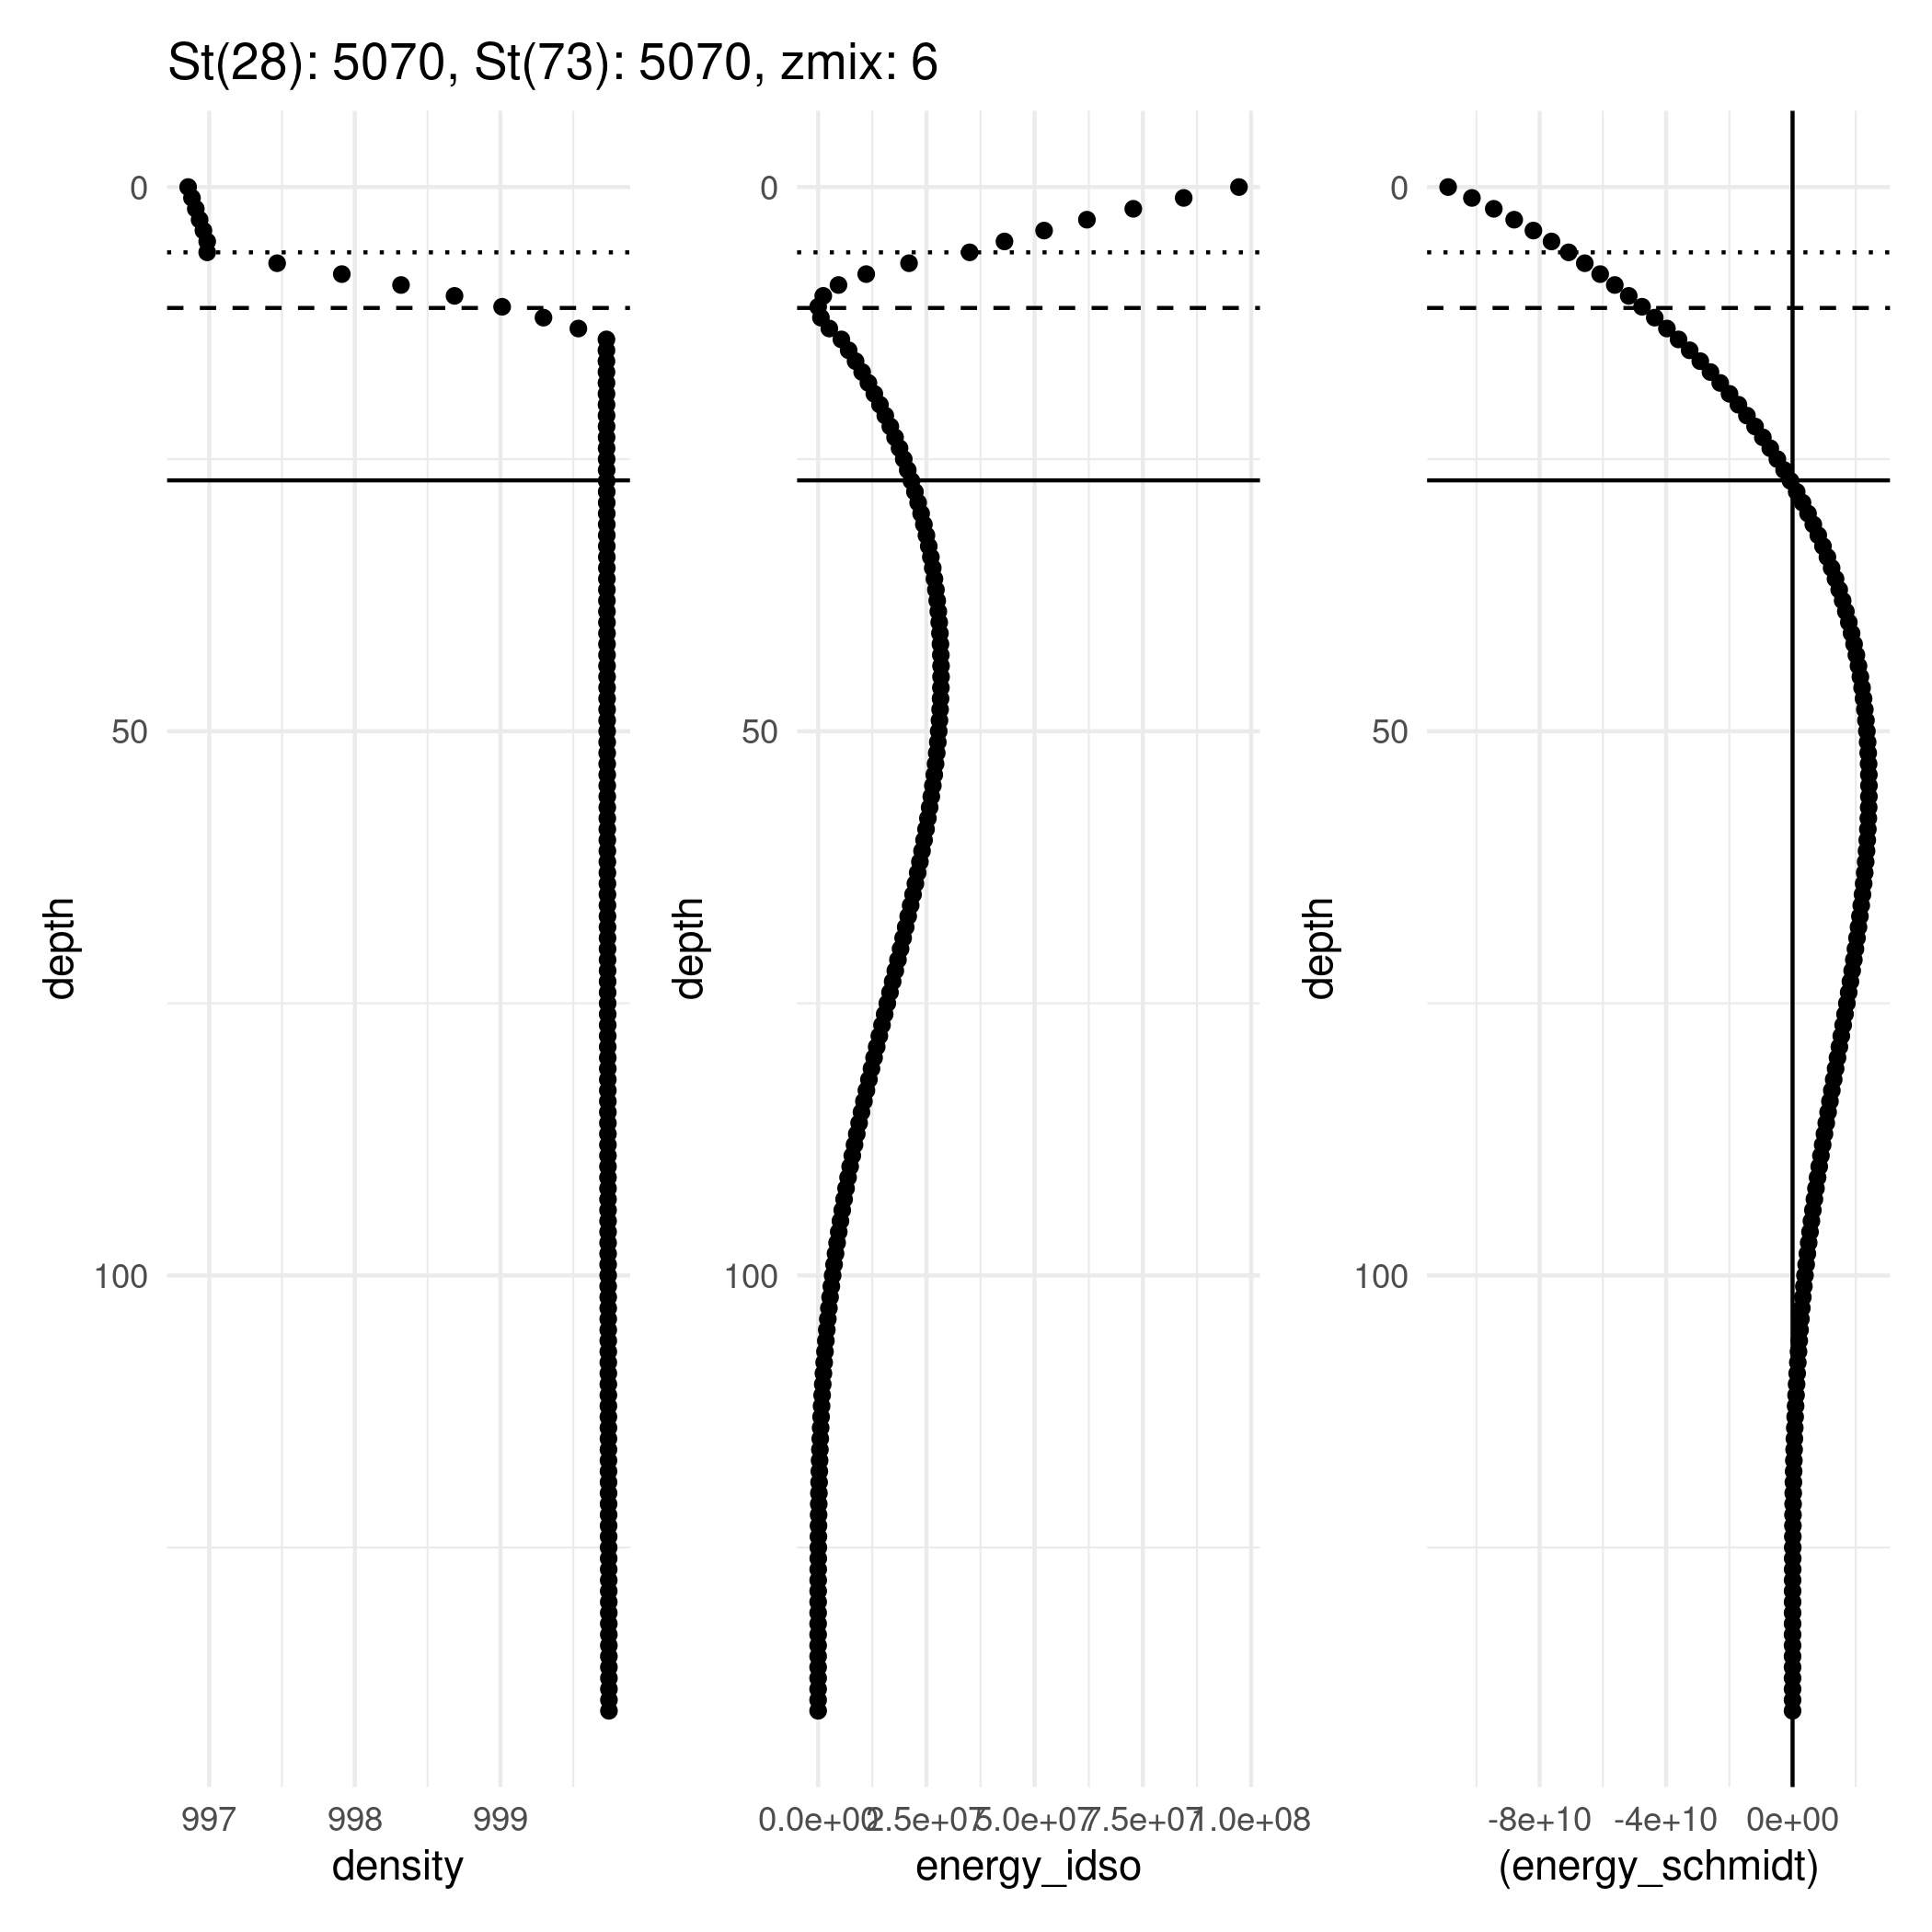 St(28): 5070, St(73): 5070, zmix: 6
0
50
100
depth
997 998 999
density
0
50
100
depth
0.0e+00 2.5e+07 5.0e+07 7.5e+07 1.0e+08
energy_idso
0
50
100
depth
-8e+10 -4e+10 0e+00
(energy_schmidt)